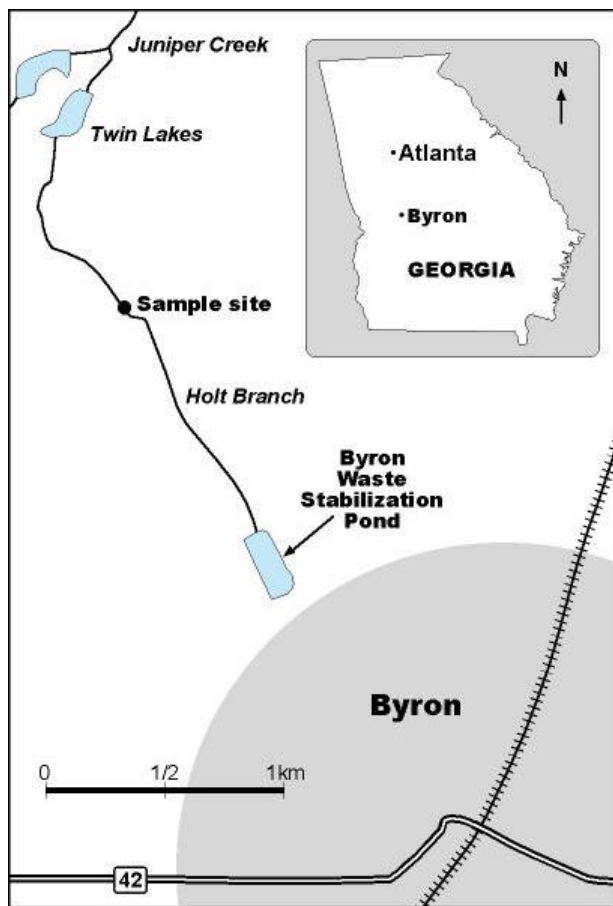 Juniper Creek
Twin Lakes
N
Atlanta
Byron
GEORGIA
Sample site
Holt Branch
Byron
Waste
Stabilization
Pond
Byron
0 1/2 1km
42